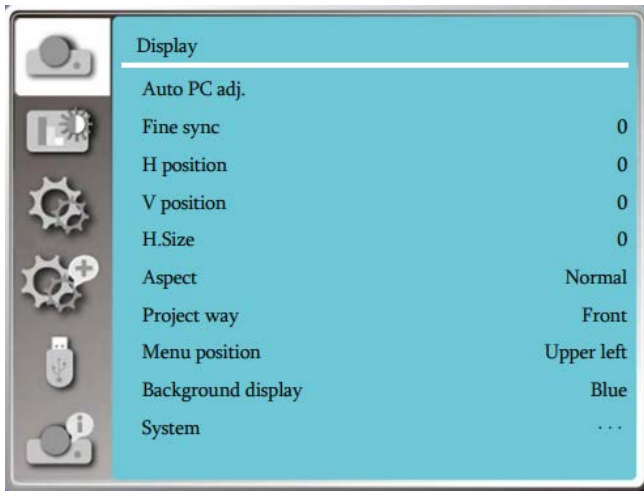 Display
Auto PC adj.
Fine sync 0
H position 0
V position 0
H.Size 0
Aspect Normal
Project way Front
Menu position Upper left
Background display Blue
System ...
i